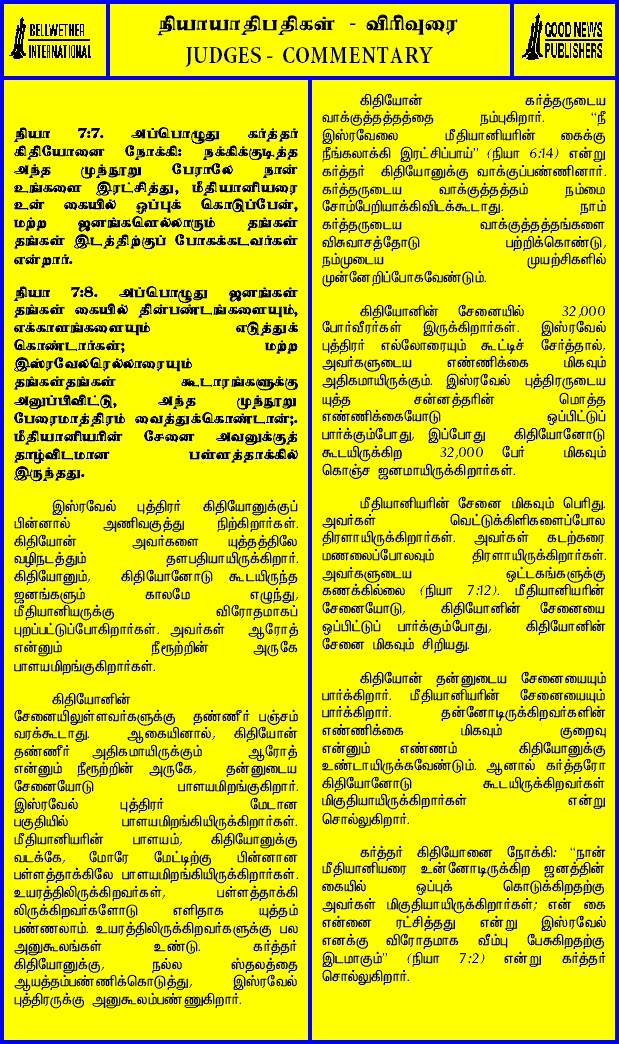 BELLWETHER
INTERNATIONAL
நியாயாதிபதிகள் - விரிவுரை
JUDGES - COMMENTARY
GOOD NEWS
PUBLISHERS
நியா 7:7. அப்பொழுது கர்த்தர்
கிதியோனை நோக்கி: நக்கிக்குடித்த
அந்த முந்நூறு பேராலே நான்
உங்களை இரட்சித்து, மீதியானியரை
உன் கையில் ஒப்புக் கொடுப்பேன்,
மற்ற ஜனங்களெல்லாரும் தங்கள்
தங்கள் இடத்திற்குப் போகக்கடவர்கள்
என்றார்.
நியா 7:8. அப்பொழுது ஜனங்கள்
தங்கள் கையில் தின்பண்டங்களையும்,
எக்காளங்களையும் எடுத்துக்
கொண்டார்கள்; மற்ற
இஸ்ரவேலரெல்லாரையும்
தங்கள்தங்கள் கூடாரங்களுக்கு
அனுப்பிவிட்டு, அந்த முந்நூறு
பேரைமாத்திரம் வைத்துக்கொண்டான்;.
மீதியானியரின் சேனை அவனுக்குத்
தாழ்விடமான பள்ளத்தாக்கில்
இருந்தது.
இஸ்ரவேல் புத்திரர் கிதியோனுக்குப்
பின்னால் அணிவகுத்து நிற்கிறார்கள்.
கிதியோன் அவர்களை யுத்தத்திலே
வழிநடத்தும் தளபதியாயிருக்கிறார்.
கிதியோனும், கிதியோனோடு கூடயிருந்த
ஜனங்களும் காலமே எழுந்து,
மீதியானியருக்கு விரோதமாகப்
புறப்பட்டுப்போகிறார்கள். அவர்கள் ஆரோத்
என்னும் நீரூற்றின் அருகே
பாளயமிறங்குகிறார்கள்.
கிதியோனின்
சேனையிலுள்ளவர்களுக்கு தண்ணீர் பஞ்சம்
வரக்கூடாது. ஆகையினால், கிதியோன்
தண்ணீர் அதிகமாயிருக்கும் ஆரோத்
என்னும் நீரூற்றின் அருகே, தன்னுடைய
சேனையோடு பாளயமிறங்குகிறார்.
இஸ்ரவேல் புத்திரர் மேடான
பகுதியில் பாளயமிறங்கியிருக்கிறார்கள்.
மீதியானியரின் பாளயம், கிதியோனுக்கு
வடக்கே, மோரே மேட்டிற்கு பின்னான
பள்ளத்தாக்கிலே பாளயமிறங்கியிருக்கிறார்கள்.
உயரத்திலிருக்கிறவர்கள், பள்ளத்தாக்கி
லிருக்கிறவர்களோடு எளிதாக யுத்தம்
பண்ணலாம். உயரத்திலிருக்கிறவர்களுக்கு பல
அனுகூலங்கள் உண்டு. கர்த்தர்
கிதியோனுக்கு, நல்ல ஸ்தலத்தை
ஆயத்தம்பண்ணிக்கொடுத்து, இஸ்ரவேல்
புத்திரருக்கு அனுகூலம்பண்ணுகிறார்.
கிதியோன் கர்த்தருடைய
வாக்குத்தத்தத்தை நம்புகிறார். “நீ
இஸ்ரவேலை மீதியானியரின் கைக்கு
நீங்கலாக்கி இரட்சிப்பாய்” (நியா 6:14) என்று
கர்த்தர் கிதியோனுக்கு வாக்குப்பண்ணினார்.
கர்த்தருடைய வாக்குத்தத்தம் நம்மை
சோம்பேறியாக்கிவிடக்கூடாது. நாம்
கர்த்தருடைய வாக்குத்தத்தங்களை
விசுவாசத்தோடு பற்றிக்கொண்டு,
நம்முடைய முயற்சிகளில்
முன்னேறிப்போகவேண்டும்.
கிதியோனின் சேனையில் 32,000
போர்வீரர்கள் இருக்கிறார்கள். இஸ்ரவேல்
புத்திரர் எல்லோரையும் கூட்டிச் சேர்த்தால்,
அவர்களுடைய எண்ணிக்கை மிகவும்
அதிகமாயிருக்கும். இஸ்ரவேல் புத்திரருடைய
யுத்த சன்னத்தரின் மொத்த
எண்ணிக்கையோடு ஒப்பிட்டுப்
பார்க்கும்போது, இப்போது கிதியோனோடு
கூடயிருக்கிற 32,000 பேர் மிகவும்
கொஞ்ச ஜனமாயிருக்கிறார்கள்.
மீதியானியரின் சேனை மிகவும் பெரிது.
அவர்கள் வெட்டுக்கிளிகளைப்போல
திரளாயிருக்கிறார்கள். அவர்கள் கடற்கரை
மணலைப்போலவும் திரளாயிருக்கிறார்கள்.
அவர்களுடைய ஒட்டகங்களுக்கு
கணக்கில்லை (நியா 7:12). மீதியானியரின்
சேனையோடு, கிதியோனின் சேனையை
ஒப்பிட்டுப் பார்க்கும்போது, கிதியோனின்
சேனை மிகவும் சிறியது.
கிதியோன் தன்னுடைய சேனையையும்
பார்க்கிறார். மீதியானியரின் சேனையையும்
பார்க்கிறார். தன்னோடிருக்கிறவர்களின்
எண்ணிக்கை மிகவும் குறைவு
என்னும் எண்ணம் கிதியோனுக்கு
உண்டாயிருக்கவேண்டும். ஆனால் கர்த்தரோ
கிதியோனோடு கூடயிருக்கிறவர்கள்
மிகுதியாயிருக்கிறார்கள் என்று
சொல்லுகிறார்.
கர்த்தர் கிதியோனை நோக்கி: “நான்
மீதியானியரை உன்னோடிருக்கிற ஜனத்தின்
கையில் ஒப்புக் கொடுக்கிறதற்கு
அவர்கள் மிகுதியாயிருக்கிறார்கள்; என் கை
என்னை ரட்சித்தது என்று இஸ்ரவேல்
எனக்கு விரோதமாக வீம்பு பேசுகிறதற்கு
இடமாகும்” (நியா 7:2) என்று கர்த்தர்
சொல்லுகிறார்.